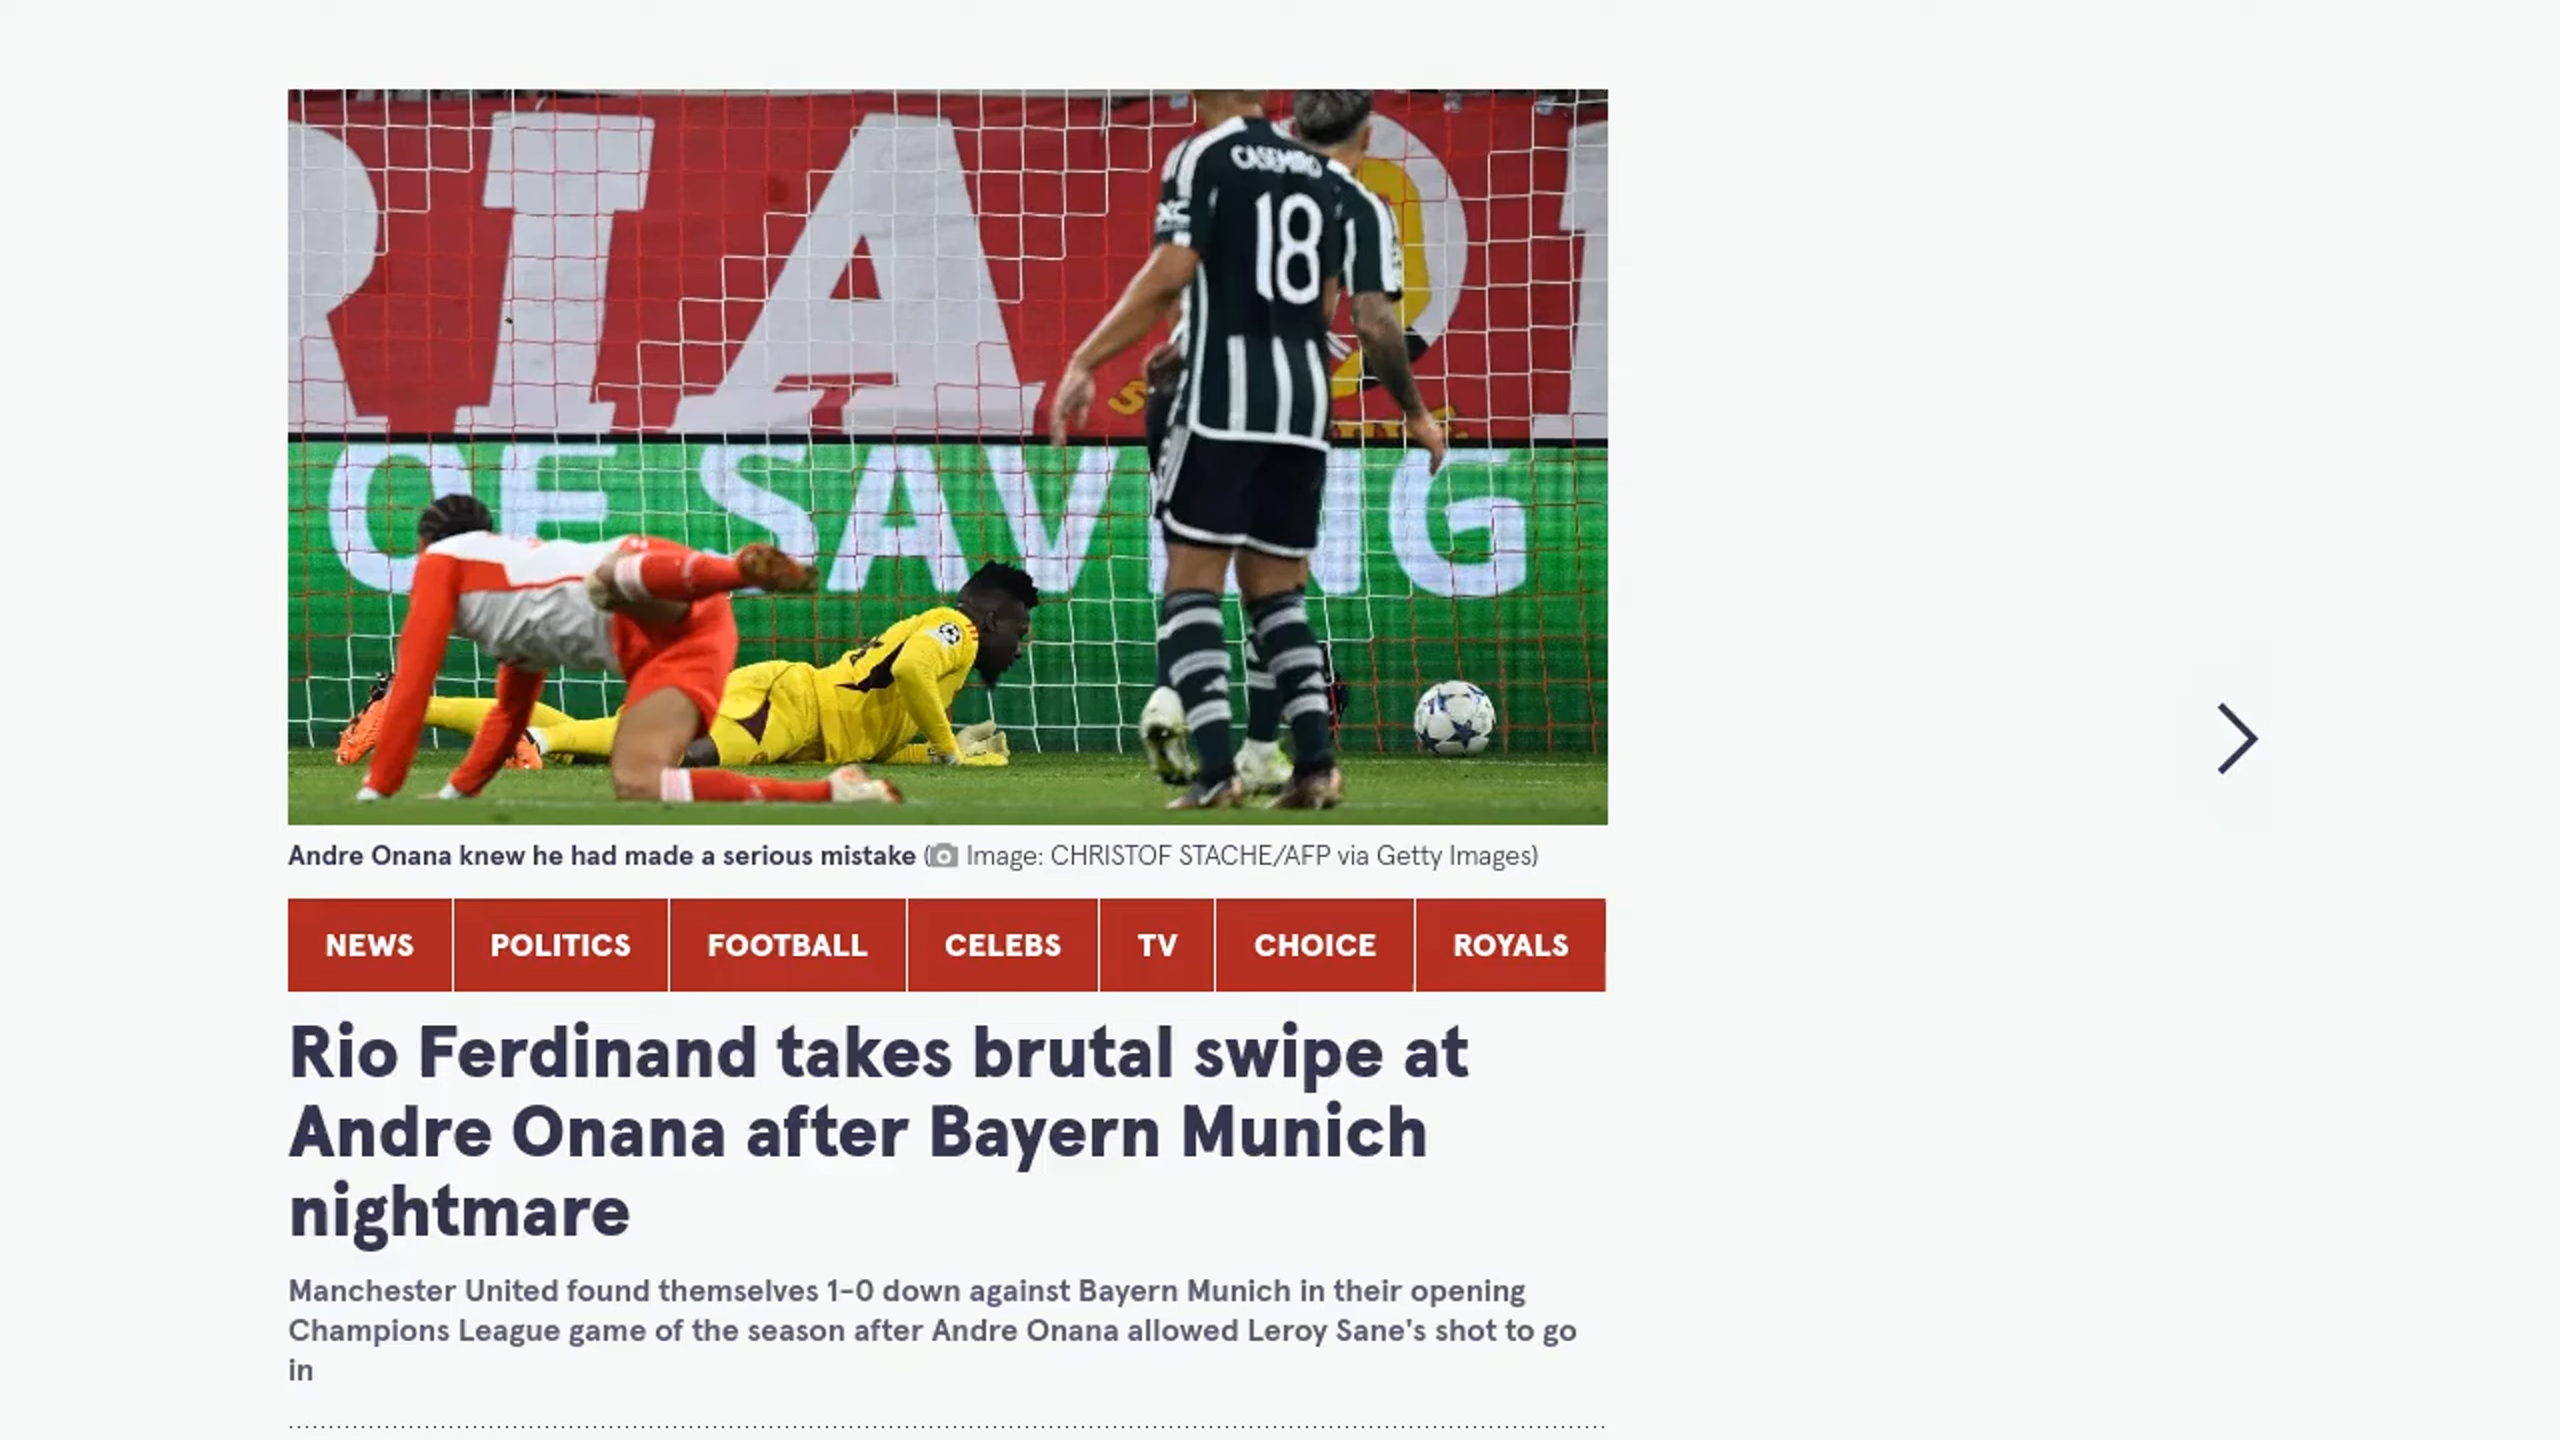 RIA
CASEMIRO
18
CE SAVING
Andre Onana knew he had made a serious mistake (Image: CHRISTOF STACHE/AFP via Getty Images)
NEWS POLITICS FOOTBALL CELEBS TV CHOICE ROYALS
Rio Ferdinand takes brutal swipe at
Andre Onana after Bayern Munich
nightmare
Manchester United found themselves 1-0 down against Bayern Munich in their opening
Champions League game of the season after Andre Onana allowed Leroy Sane's shot to go
in